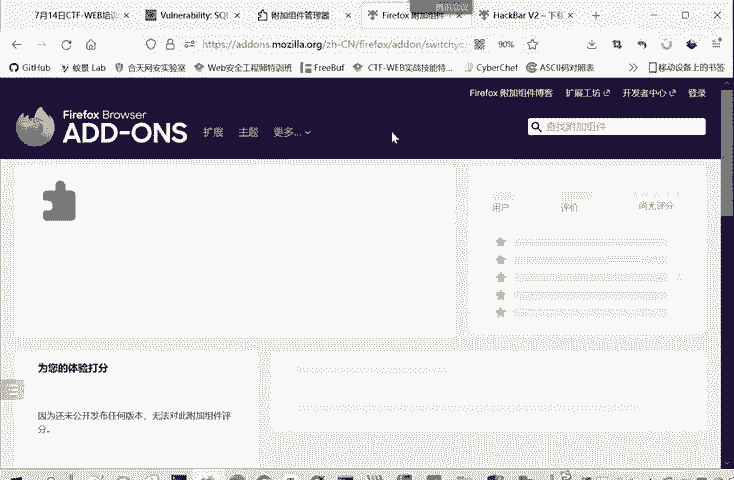 腾讯会议
7月14日CTF-WEB培训
Vulnerability: SQL
附加组件管理器
Firefox 附加组件
HackBar V2 – 下载
https://addons.mozilla.org/zh-CN/firefox/addon/switchyc
90%
GitHub
蚁景 Lab
合天网安实验室
Web安全工程师特训班
FreeBuf
CTF-WEB实战技能特...
CyberChef
ASCII码对照表
移动设备上的书签
Firefox 附加组件博客
扩展工坊
开发者中心
登录
Firefox Browser
ADD-ONS
扩展
主题
更多...
查找附加组件
用户
评价
尚无评分
为您的体验打分
因为还未公开发布任何版本，无法对此附加组件评
分。